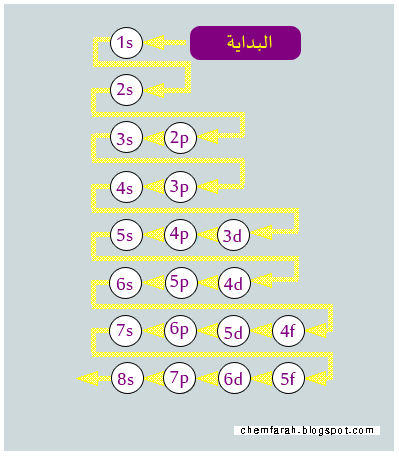 البداية
1s
2s
3s 2p
4s 3p
5s 4p 3d
6s 5p 4d
7s 6p 5d 4f
8s 7p 6d 5f
chemfarah.blogspot.com